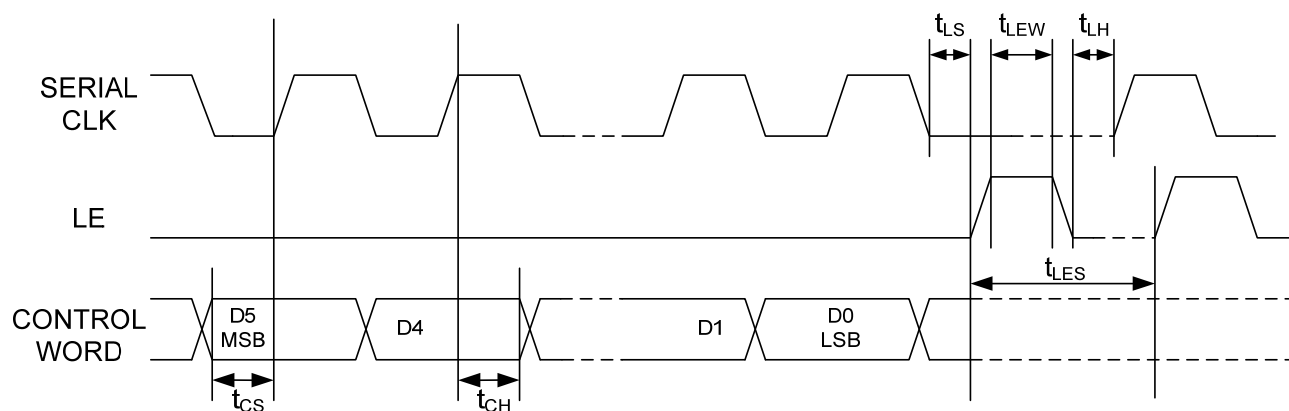 tLS
tLEW
tLH
SERIAL
CLK
LE
tLES
CONTROL
WORD
D5
MSB
D4
D1
D0
LSB
tCS
tCH